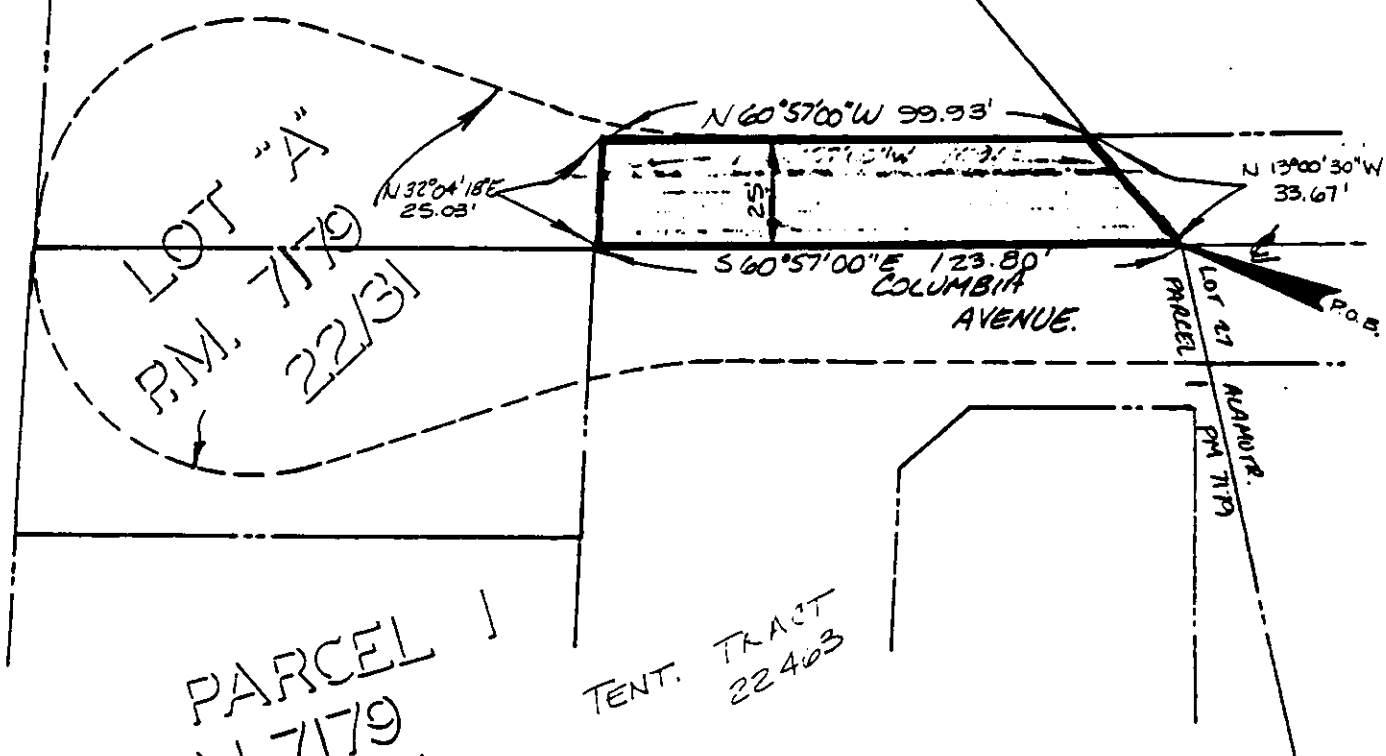 N 60°57'00"W 99.93'
N 32°04'18"E
25.03'
25'
N 13°00'30"W
33.67'
S 60°57'00"E 123.80'
COLUMBIA
AVENUE.
P.O.B.
LOT "A"
P.M. 7179
22/31
LOT 27
PARCEL 1
PM 7179
TENT. TRACT
22463
PARCEL 1
7179